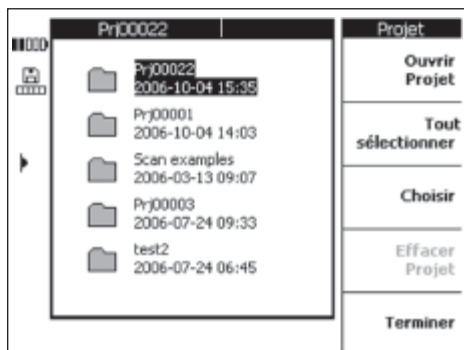 Prj00022
Prj00022
2006-10-04 15:35
Prj00001
2006-10-04 14:03
Scan examples
2006-03-13 09:07
Prj00003
2006-07-24 09:33
test2
2006-07-24 06:45
Projet
Ouvrir
Projet
Tout
sélectionner
Choisir
Effacer
Projet
Terminer